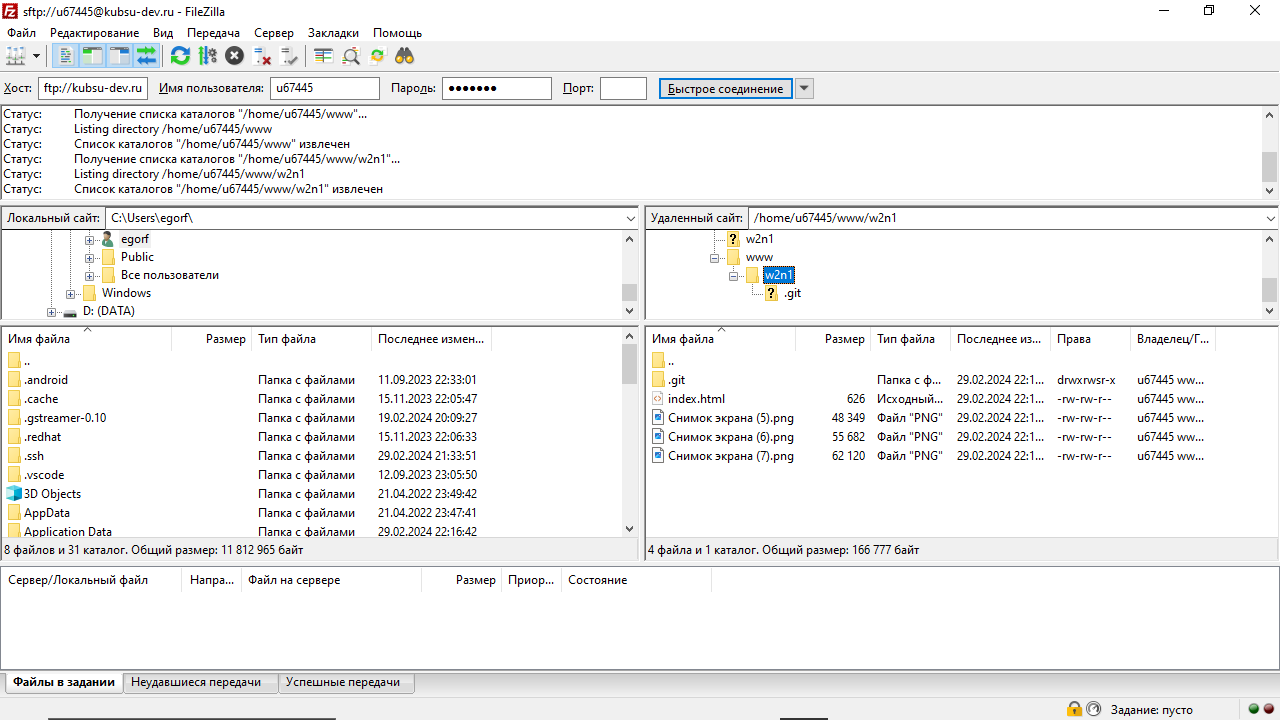 sftp://u67445@kubsu-dev.ru - FileZilla
Файл Редактирование Вид Передача Сервер Закладки Помощь
Хост: ftp://kubsu-dev.ru Имя пользователя: u67445 Пароль: ●●●●●●● Порт: Быстрое соединение
Статус: Получение списка каталогов "/home/u67445/www"...
Статус: Listing directory /home/u67445/www
Статус: Список каталогов "/home/u67445/www" извлечен
Статус: Получение списка каталогов "/home/u67445/www/w2n1"...
Статус: Listing directory /home/u67445/www/w2n1
Статус: Список каталогов "/home/u67445/www/w2n1" извлечен
Локальный сайт: C:\Users\egorf\
egorf
Public
Все пользователи
Windows
D: (DATA)
Удаленный сайт: /home/u67445/www/w2n1
w2n1
www
w2n1
.git
Имя файла Размер Тип файла Последнее измен...
..
.android Папка с файлами 11.09.2023 22:33:01
.cache Папка с файлами 15.11.2023 22:05:47
.gstreamer-0.10 Папка с файлами 19.02.2024 20:09:27
.redhat Папка с файлами 15.11.2023 22:06:33
.ssh Папка с файлами 29.02.2024 21:33:51
.vscode Папка с файлами 12.09.2023 23:05:50
3D Objects Папка с файлами 21.04.2022 23:49:42
AppData Папка с файлами 21.04.2022 23:47:41
Application Data Папка с файлами 29.02.2024 22:16:42
8 файлов и 31 каталог. Общий размер: 11 812 965 байт
Имя файла Размер Тип файла Последнее из... Права Владелец/Г...
..
.git Папка с ф... 29.02.2024 22:1... drwxrwsr-x u67445 ww...
index.html 626 Исходный... 29.02.2024 22:1... -rw-rw-r-- u67445 ww...
Снимок экрана (5).png 48 349 Файл "PNG" 29.02.2024 22:1... -rw-rw-r-- u67445 ww...
Снимок экрана (6).png 55 682 Файл "PNG" 29.02.2024 22:1... -rw-rw-r-- u67445 ww...
Снимок экрана (7).png 62 120 Файл "PNG" 29.02.2024 22:1... -rw-rw-r-- u67445 ww...
4 файла и 1 каталог. Общий размер: 166 777 байт
Сервер/Локальный файл Напра... Файл на сервере Размер Приор... Состояние
Файлы в задании Неудавшиеся передачи Успешные передачи
Задание: пусто